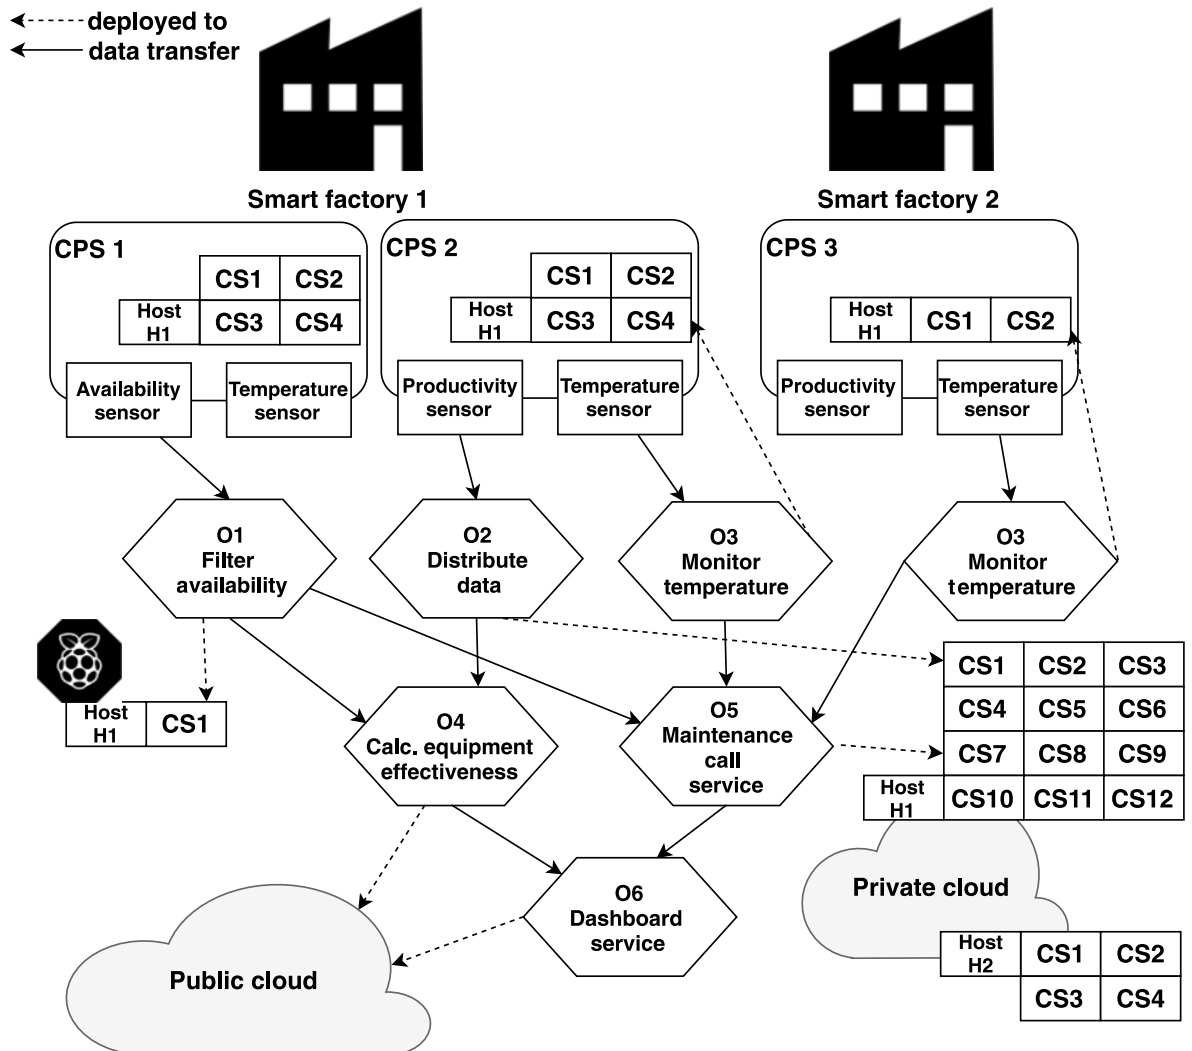 deployed to
data transfer
Smart factory 1
Smart factory 2
CPS 1
CS1 CS2
Host
H1
CS3 CS4
Availability
sensor
Temperature
sensor
CPS 2
CS1 CS2
Host
H1
CS3 CS4
Productivity
sensor
Temperature
sensor
CPS 3
Host
H1
CS1 CS2
Productivity
sensor
Temperature
sensor
O1
Filter
availability
O2
Distribute
data
O3
Monitor
temperature
O3
Monitor
temperature
Host
H1
CS1
O4
Calc. equipment
effectiveness
O5
Maintenance
call
service
CS1 CS2 CS3
CS4 CS5 CS6
CS7 CS8 CS9
Host
H1
CS10 CS11 CS12
Private cloud
O6
Dashboard
service
Public cloud
Host
H2
CS1 CS2
CS3 CS4